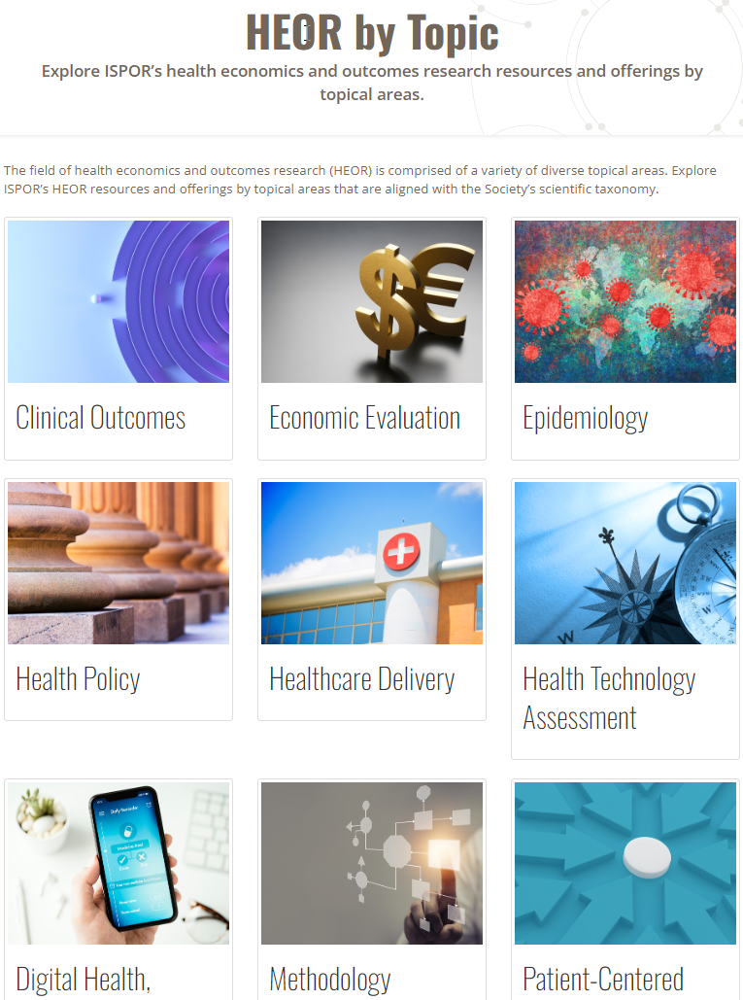 HEOR by Topic
Explore ISPOR’s health economics and outcomes research resources and offerings by
topical areas.
The field of health economics and outcomes research (HEOR) is comprised of a variety of diverse topical areas. Explore
ISPOR’s HEOR resources and offerings by topical areas that are aligned with the Society’s scientific taxonomy.
Clinical Outcomes
Economic Evaluation
Epidemiology
W
Health Policy
Healthcare Delivery
Health Technology
Assessment
Daily Reminder
Digital Health,
Methodology
Patient-Centered